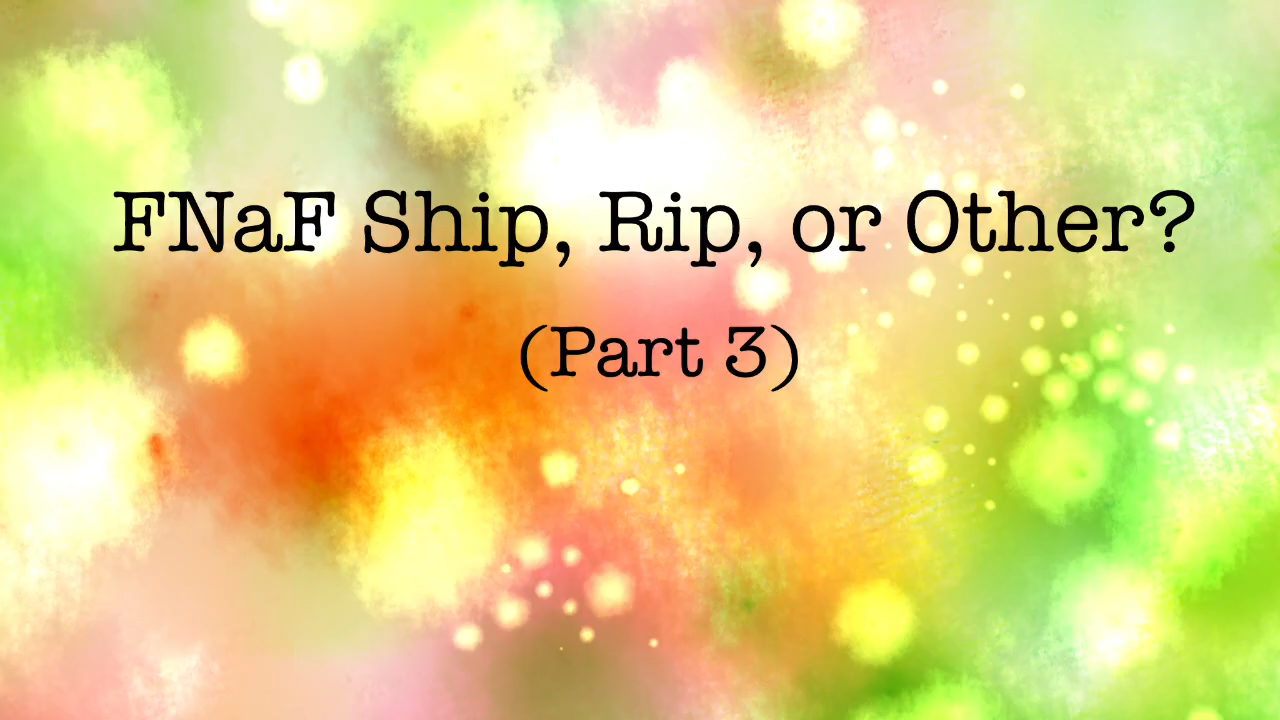 FNaF Ship, Rip, or Other?
(Part 3)